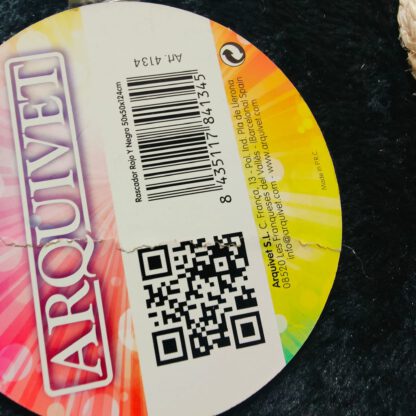 ARQUIVET
Art. 4134
Rascador Rojo Y Negro 50x50x124cm
8 435117 841345
Arquivet S.L. C. França, 13 - Pol. Ind. Pla de Llerona
08520 Les Franqueses del Vallès - (Barcelona) Spain
info@arquivet.com - www.arquivet.com
Made in P.R.C.